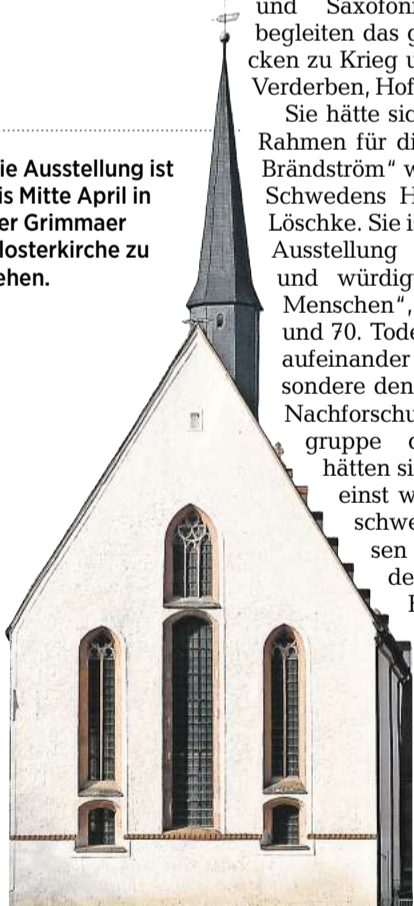 ie Ausstellung ist
is Mitte April in
er Grimmaer
losterkirche zu
ehen.
und Saxofoni
begleiten das g
cken zu Krieg u
Verderben, Hof
Sie hätte sic
Rahmen für di
Brändström“ w
Schwedens H
Löschke. Sie i
Ausstellung
und würdig
Menschen“,
und 70. Tode
aufeinander
sondere den
Nachforschu
gruppe d
hätten si
einst w
schwe
sen
de